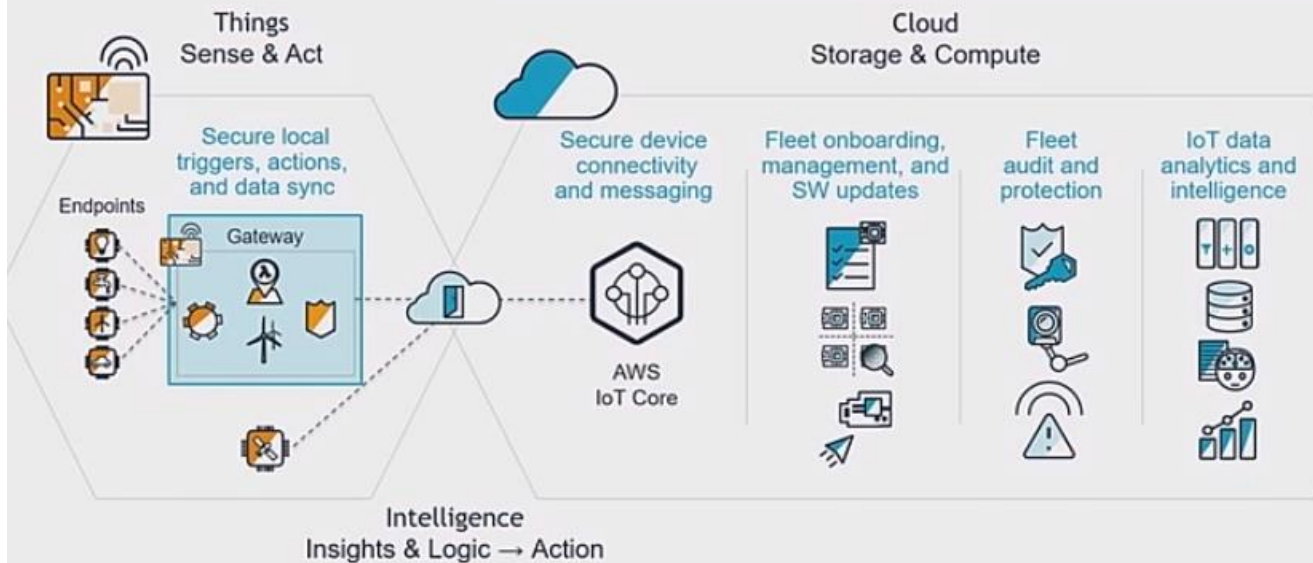 Things
Sense & Act
Cloud
Storage & Compute
Secure local
triggers, actions,
and data sync
Endpoints
Gateway
λ
Secure device
connectivity
and messaging
AWS
IoT Core
Fleet onboarding,
management, and
SW updates
Fleet
audit and
protection
IoT data
analytics and
intelligence
Intelligence
Insights & Logic → Action